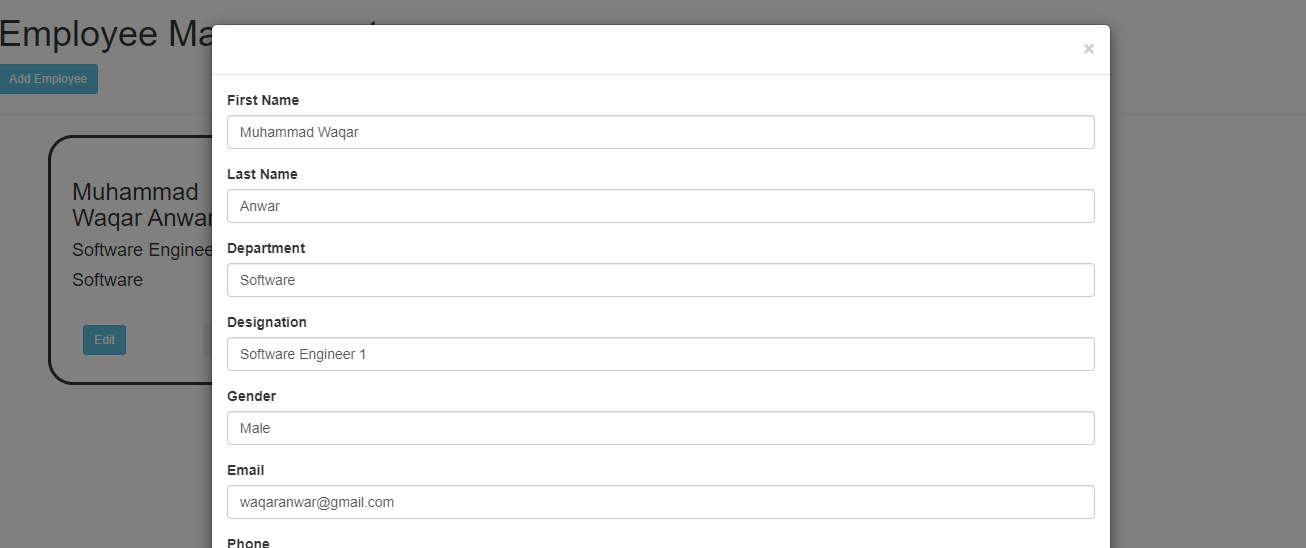 Employee Ma
Add Employee
×
Muhammad
Waqar Anwar
Software Enginee
Software
Edit
First Name
Muhammad Waqar
Last Name
Anwar
Department
Software
Designation
Software Engineer 1
Gender
Male
Email
waqaranwar@gmail.com
Phone